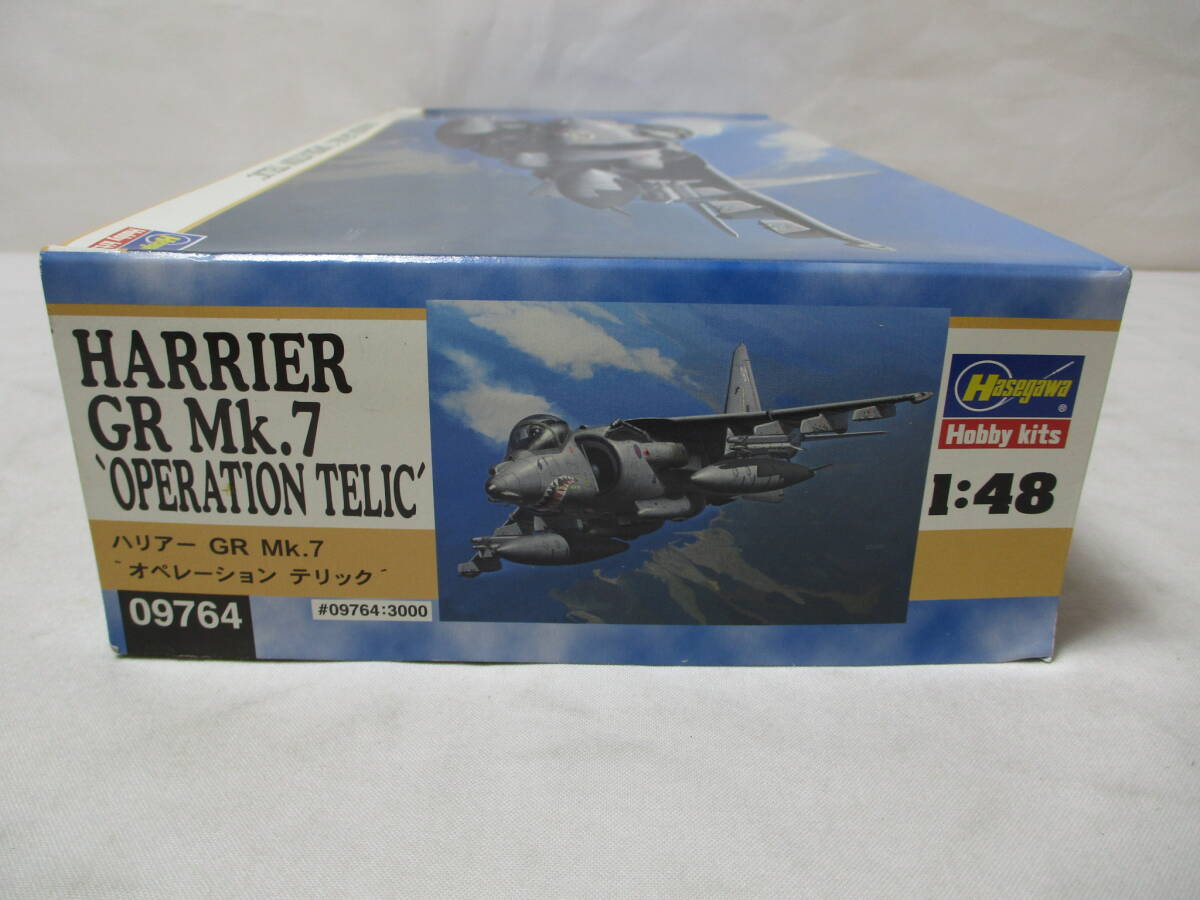 HARRIER
GR Mk.7
`OPERATION TELIC´
ハリアー GR Mk.7
`オペレーション テリック´
09764
#09764:3000
Hasegawa
®
Hobby kits
1:48